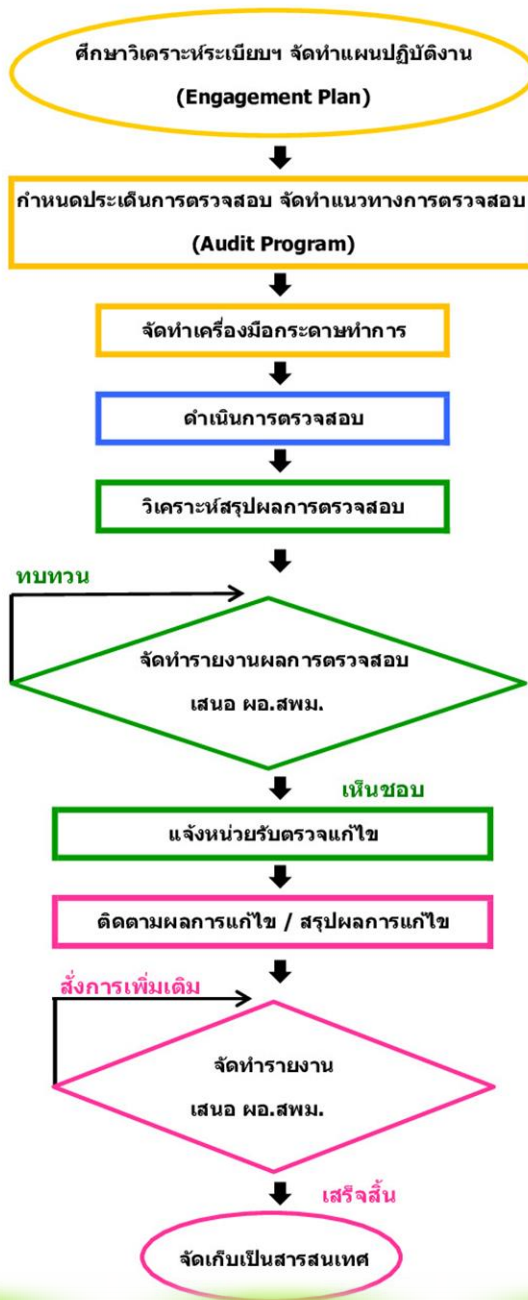 ศึกษาวิเคราะห์ระเบียบฯ จัดทำแผนปฏิบัติงาน
(Engagement Plan)
กำหนดประเด็นการตรวจสอบ จัดทำแนวทางการตรวจสอบ
(Audit Program)
จัดทำเครื่องมือกระดาษทำการ
ดำเนินการตรวจสอบ
วิเคราะห์สรุปผลการตรวจสอบ
ทบทวน
จัดทำรายงานผลการตรวจสอบ
เสนอ ผอ.สพม.
เห็นชอบ
แจ้งหน่วยรับตรวจแก้ไข
ติดตามผลการแก้ไข / สรุปผลการแก้ไข
สั่งการเพิ่มเติม
จัดทำรายงาน
เสนอ ผอ.สพม.
เสร็จสิ้น
จัดเก็บเป็นสารสนเทศ